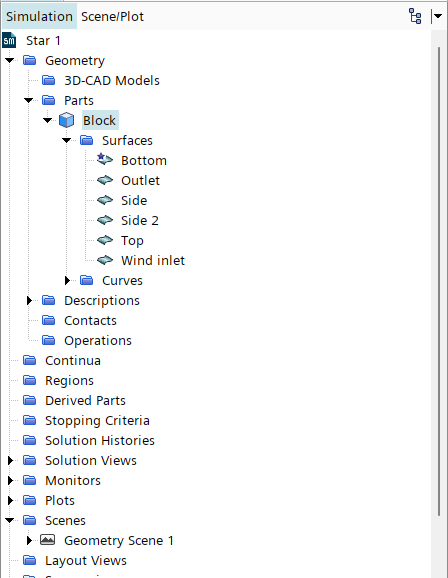 Simulation Scene/Plot
Star 1
Geometry
3D-CAD Models
Parts
Block
Surfaces
Bottom
Outlet
Side
Side 2
Top
Wind inlet
Curves
Descriptions
Contacts
Operations
Continua
Regions
Derived Parts
Stopping Criteria
Solution Histories
Solution Views
Monitors
Plots
Scenes
Geometry Scene 1
Layout Views